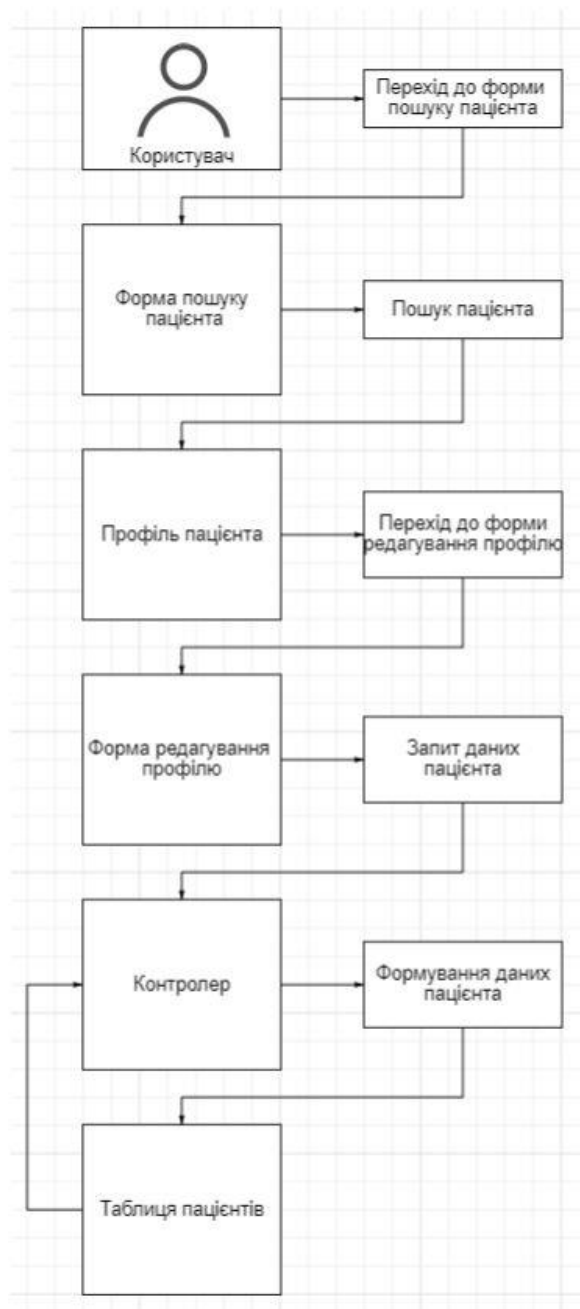 Користувач
Перехід до форми
пошуку пацієнта
Форма пошуку
пацієнта
Пошук пацієнта
Профіль пацієнта
Перехід до форми
редагування профілю
Форма редагування
профілю
Запит даних
пацієнта
Контролер
Формування даних
пацієнта
Таблиця пацієнтів